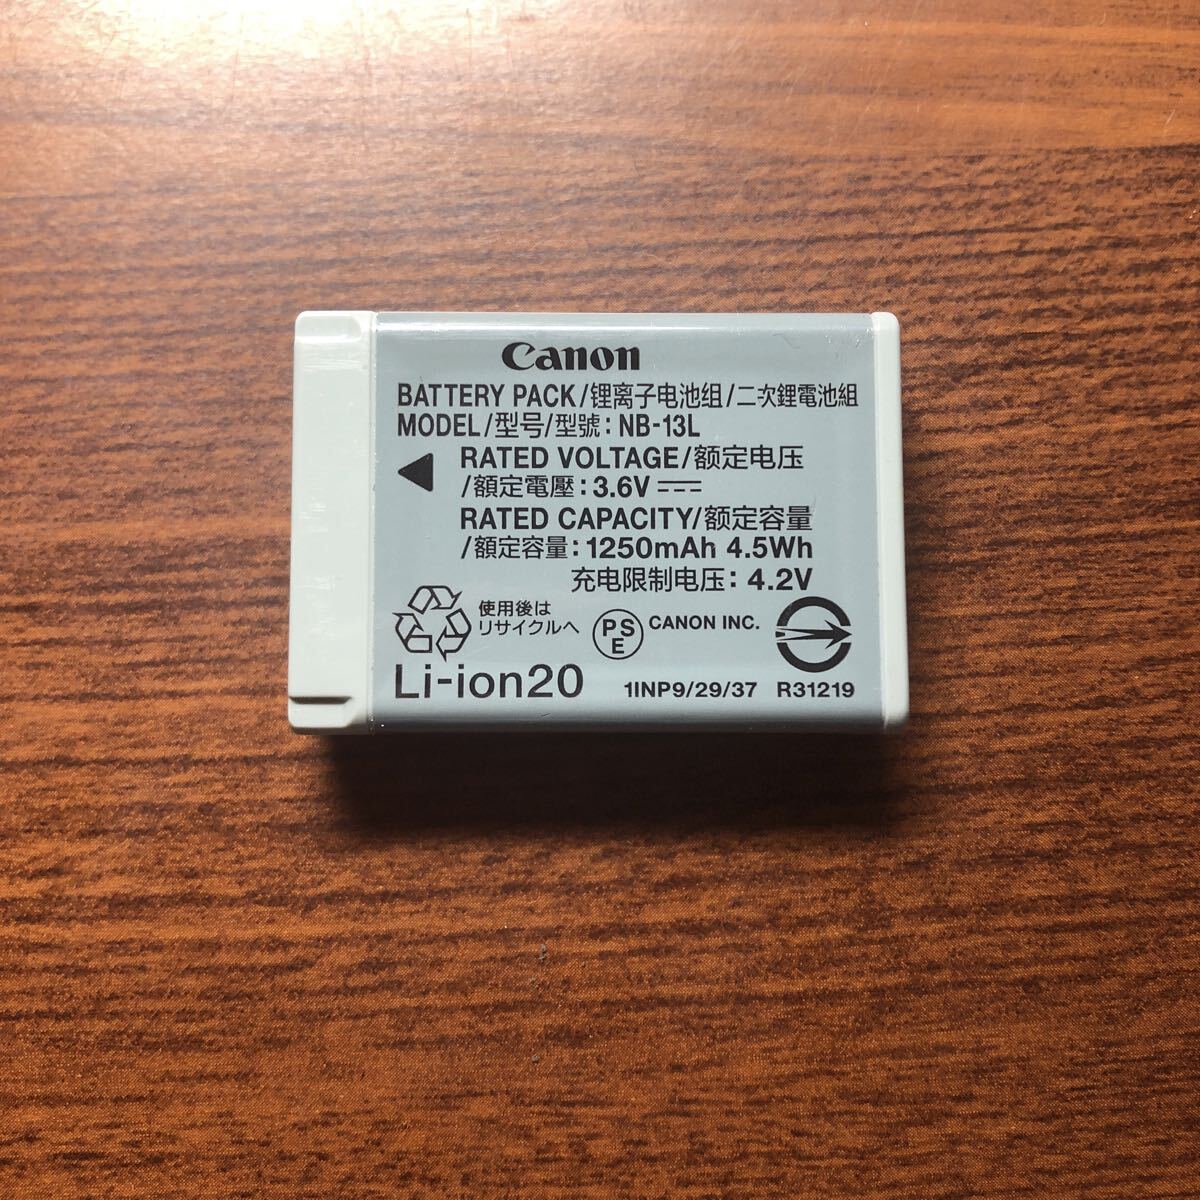 Canon
BATTERY PACK/锂离子电池组/二次鋰電池組
MODEL/型号/型號: NB-13L
RATED VOLTAGE/额定电压
/額定電壓: 3.6V
RATED CAPACITY/额定容量
/額定容量: 1250mAh 4.5Wh
充电限制电压: 4.2V
使用後は
リサイクルへ
PSE
CANON INC.
Li-ion20
1INP9/29/37 R31219